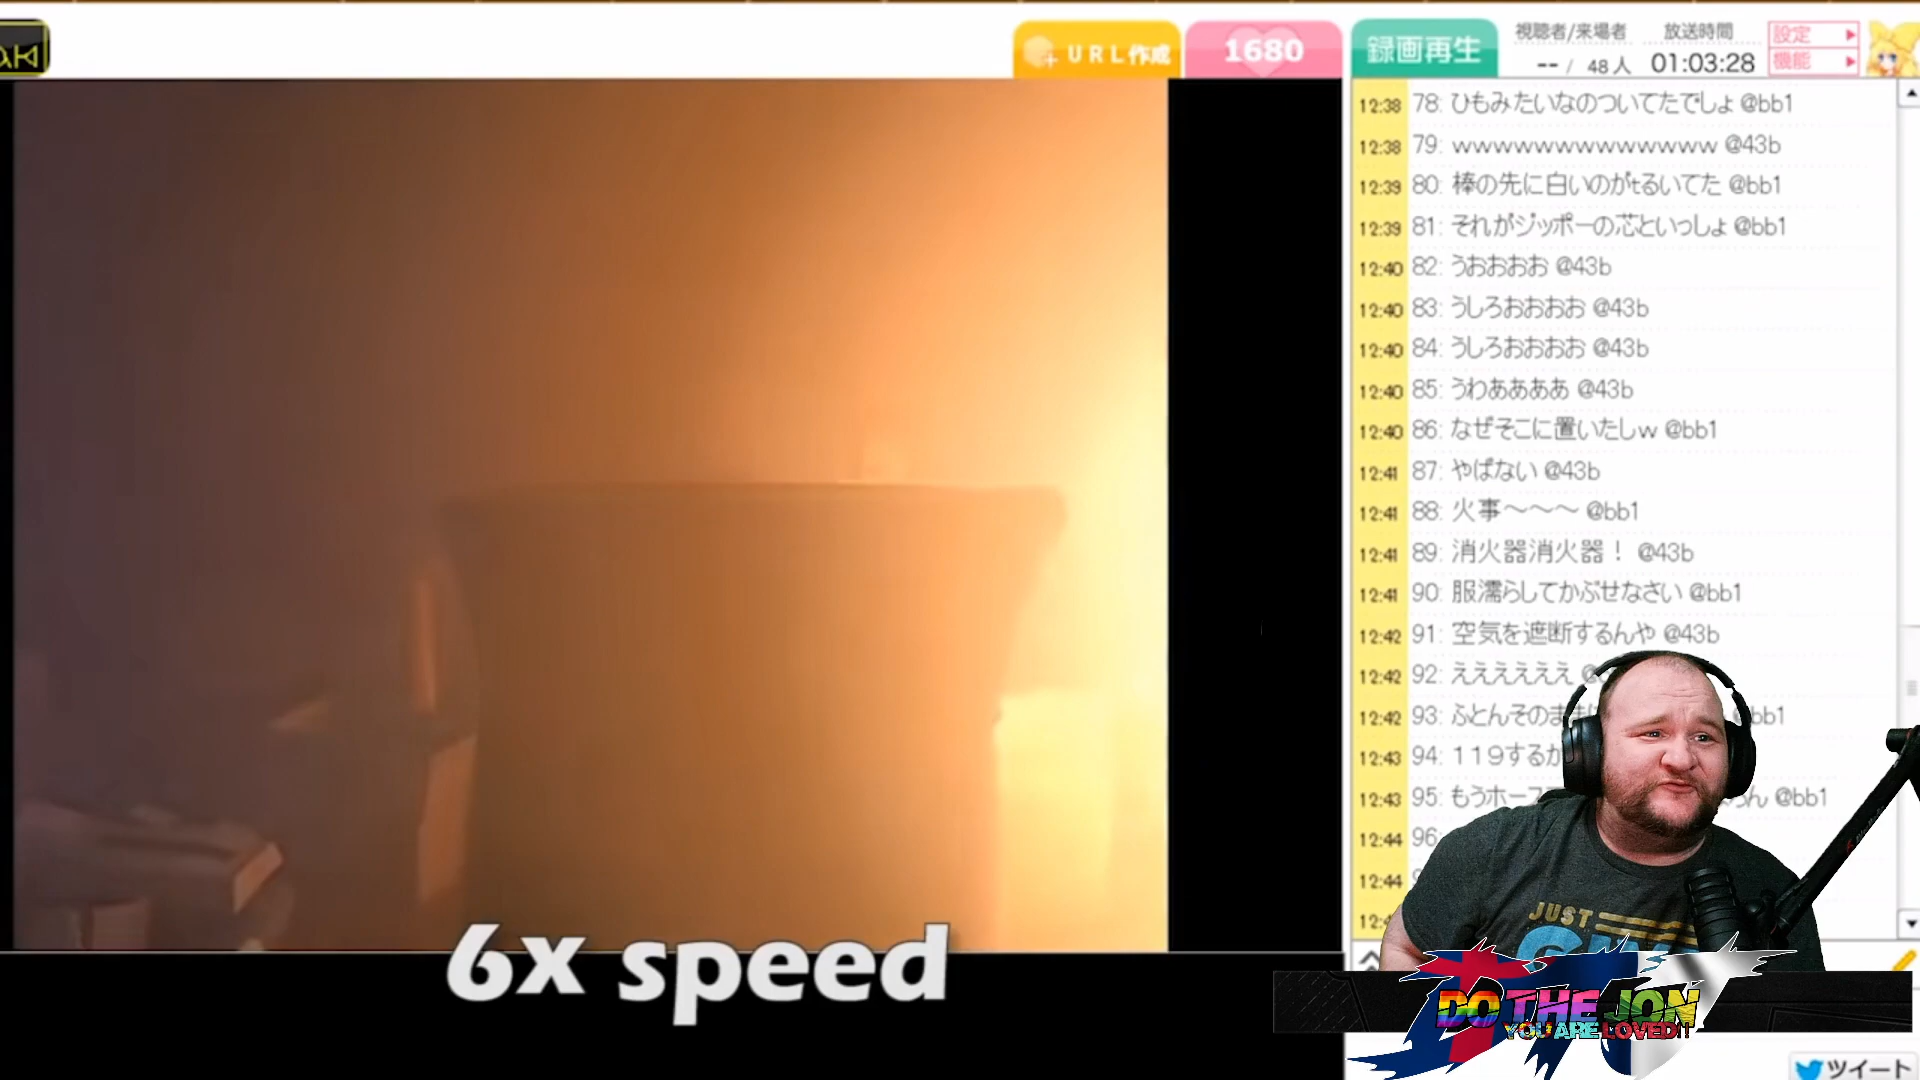 URL作成
1680
録画再生
視聴者/来場者
放送時間
-- / 48人
01:03:28
設定
機能
12:38 78: ひもみたいなのついてたでしょ @bb1
12:38 79: wwwwwwwwwwwww @43b
12:39 80: 棒の先に白いのがtるいてた @bb1
12:39 81: それがジッポーの芯といっしょ @bb1
12:40 82: うおおおお @43b
12:40 83: うしろおおおお @43b
12:40 84: うしろおおおお @43b
12:40 85: うわああああ @43b
12:40 86: なぜそこに置いたしw @bb1
12:41 87: やばない @43b
12:41 88: 火事～～～ @bb1
12:41 89: 消火器消火器！ @43b
12:41 90: 服濡らしてかぶせなさい @bb1
12:42 91: 空気を遮断するんや @43b
12:42 92: ええええええ
12:42 93: ふとんそのまま @bb1
12:43 94: 119する
12:43 95: もうホース @bb1
12:44 96:
12:44
6x speed
JUST
DO THE JON
YOU ARE LOVED!!
ツイート